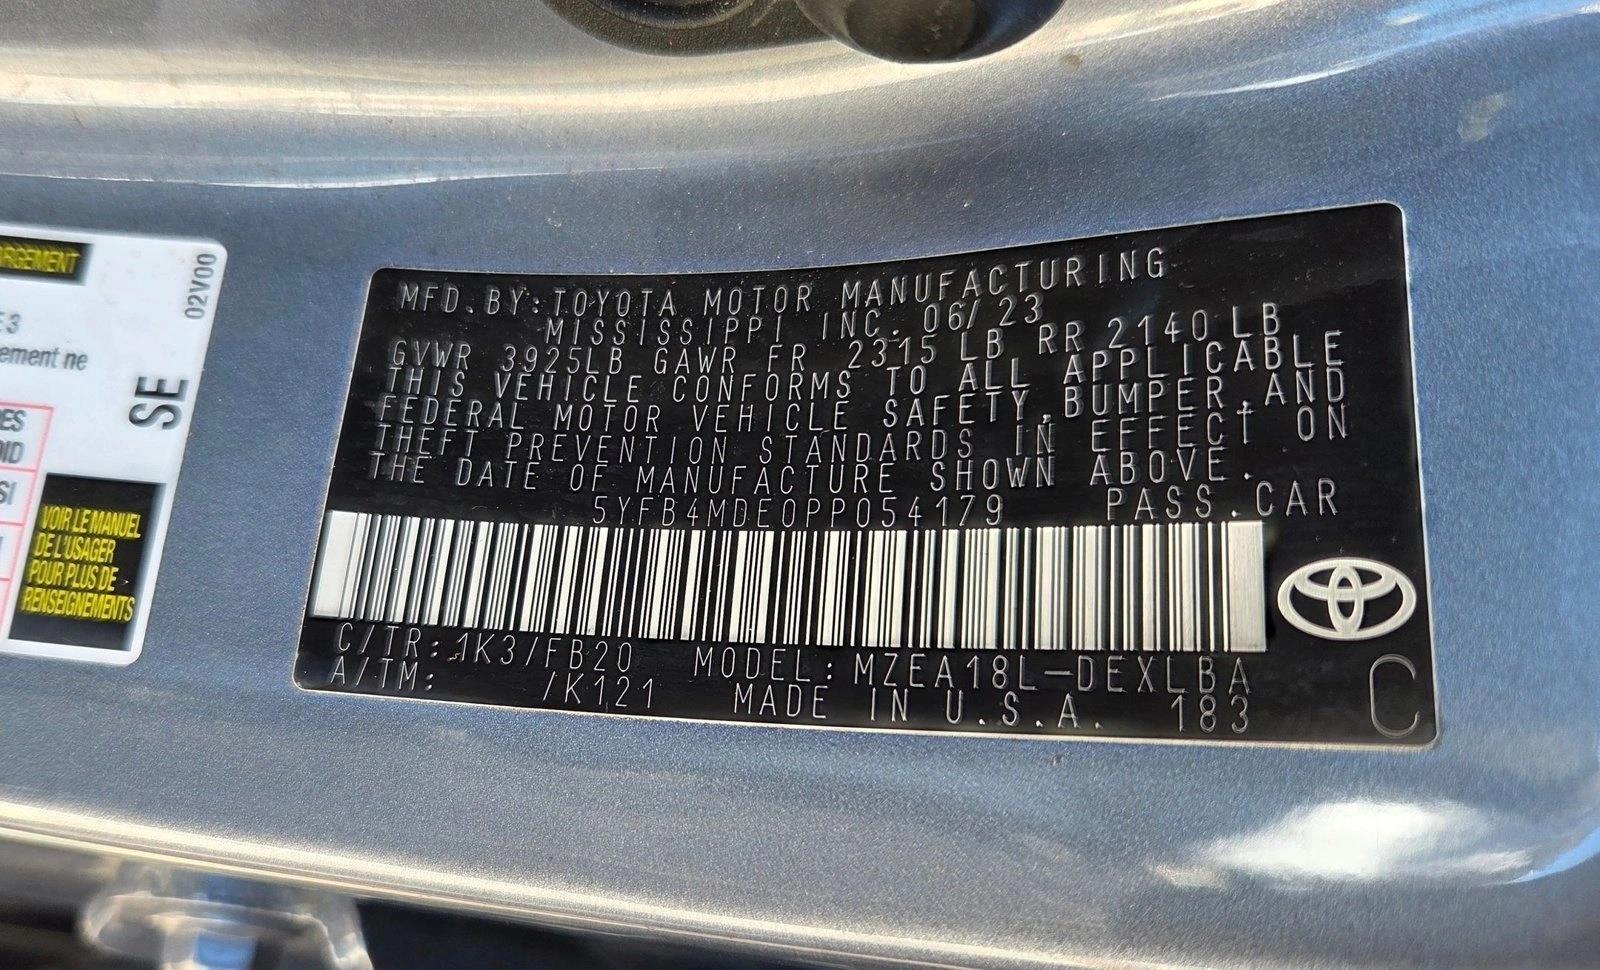 MFD.BY:TOYOTA MOTOR MANUFACTURING
MISSISSIPPI INC. 06/23
GVWR 3925LB GAWR FR 2315 LB RR 2140 LB
THIS VEHICLE CONFORMS TO ALL APPLICABLE
FEDERAL MOTOR VEHICLE SAFETY,BUMPER,AND
THEFT PREVENTION STANDARDS IN EFFECT ON
THE DATE OF MANUFACTURE SHOWN ABOVE.
5YFB4MDE0PP054179 PASS.CAR
C/TR:1K3/FB20 MODEL:MZEA18L-DEXLBA
A/TM: /K121 MADE IN U.S.A. 183
C
02V00
ement ne
SE
VOIR LE MANUEL
DE L'USAGER
POUR PLUS DE
RENSEIGNEMENTS